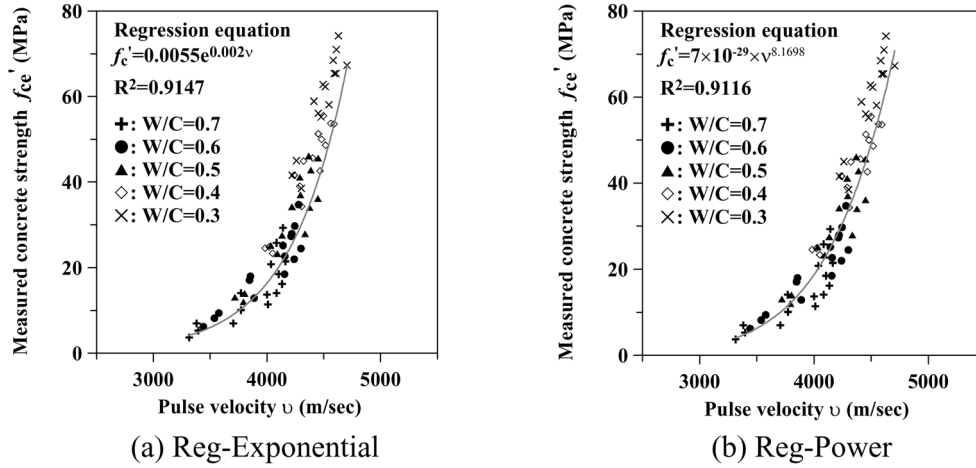 Regression equation
fc'=0.0055e^0.002ν
R²=0.9147
+: W/C=0.7
●: W/C=0.6
▲: W/C=0.5
◇: W/C=0.4
×: W/C=0.3
Measured concrete strength fce' (MPa)
80
60
40
20
0
3000 4000 5000
Pulse velocity υ (m/sec)
(a) Reg-Exponential
Regression equation
fc'=7×10^-29×ν^8.1698
R²=0.9116
+: W/C=0.7
●: W/C=0.6
▲: W/C=0.5
◇: W/C=0.4
×: W/C=0.3
Measured concrete strength fce' (MPa)
80
60
40
20
0
3000 4000 5000
Pulse velocity υ (m/sec)
(b) Reg-Power